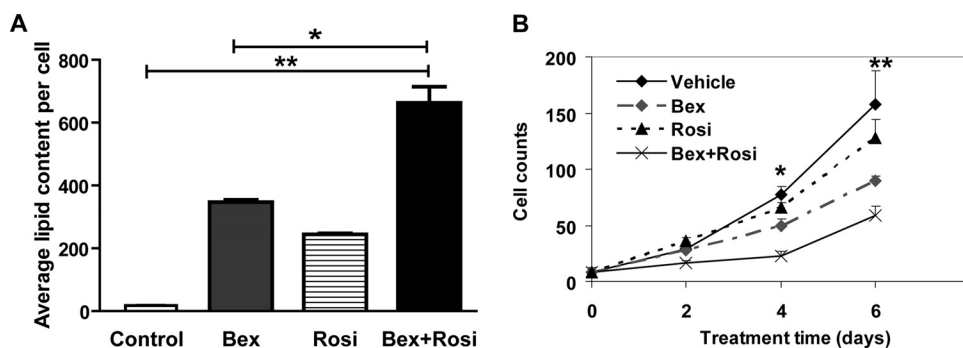 A
Average lipid content per cell
800
600
400
200
0
*
**
Control Bex Rosi Bex+Rosi
B
Cell counts
200
150
100
50
0
Vehicle
Bex
Rosi
Bex+Rosi
*
**
0 2 4 6
Treatment time (days)